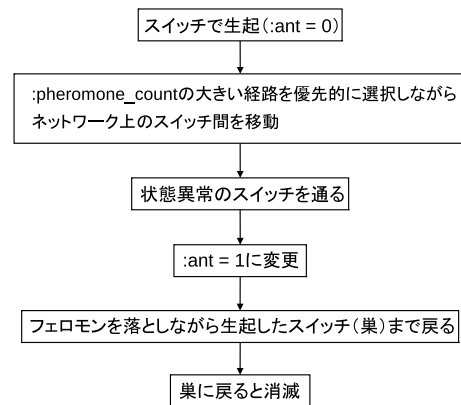 スイッチで生起(:ant = 0)
:pheromone_countの大きい経路を優先的に選択しながら
ネットワーク上のスイッチ間を移動
状態異常のスイッチを通る
:ant = 1に変更
フェロモンを落としながら生起したスイッチ(巣)まで戻る
巣に戻ると消滅